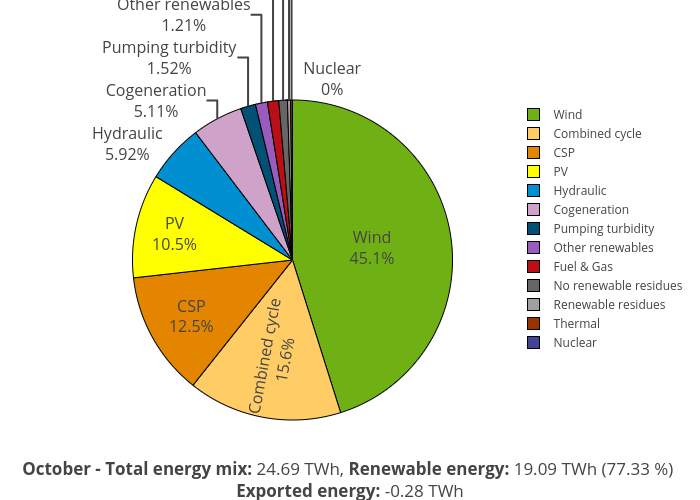 Other renewables
1.21%
Pumping turbidity
1.52%
Cogeneration
5.11%
Hydraulic
5.92%
Nuclear
0%
PV
10.5%
Wind
45.1%
CSP
12.5%
Combined cycle
15.6%
Wind
Combined cycle
CSP
PV
Hydraulic
Cogeneration
Pumping turbidity
Other renewables
Fuel & Gas
No renewable residues
Renewable residues
Thermal
Nuclear
October - Total energy mix: 24.69 TWh, Renewable energy: 19.09 TWh (77.33 %)
Exported energy: -0.28 TWh